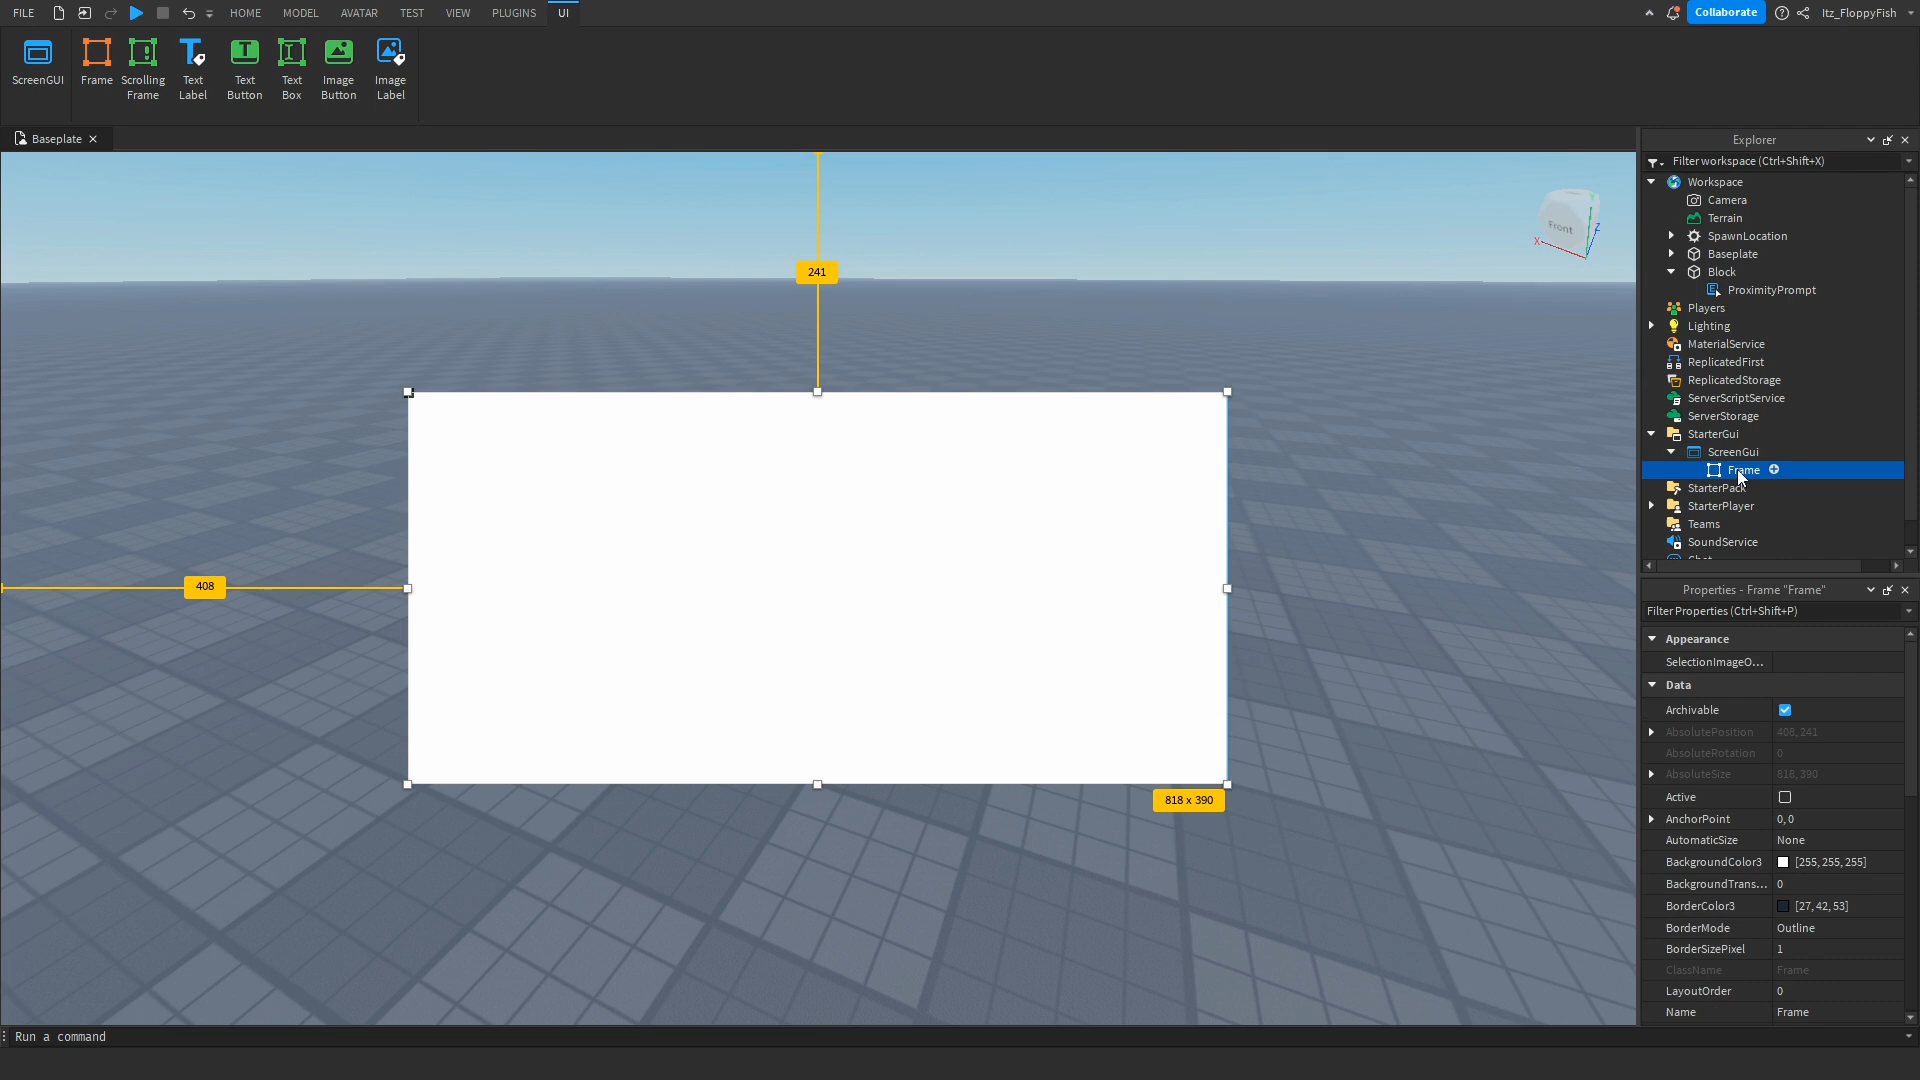 FILE HOME MODEL AVATAR TEST VIEW PLUGINS UI Collaborate Itz_FloppyFish
ScreenGUI Frame Scrolling Frame Text Label Text Button Text Box Image Button Image Label
Baseplate
Explorer
Filter workspace (Ctrl+Shift+X)
Workspace
Camera
Terrain
SpawnLocation
Baseplate
Block
ProximityPrompt
Players
Lighting
MaterialService
ReplicatedFirst
ReplicatedStorage
ServerScriptService
ServerStorage
StarterGui
ScreenGui
Frame
StarterPack
StarterPlayer
Teams
SoundService
Front
X
Y
Z
241
408
818 x 390
Properties - Frame "Frame"
Filter Properties (Ctrl+Shift+P)
Appearance
SelectionImageO...
Data
Archivable
AbsolutePosition 408, 241
AbsoluteRotation 0
AbsoluteSize 818, 390
Active
AnchorPoint 0, 0
AutomaticSize None
BackgroundColor3 [255, 255, 255]
BackgroundTrans... 0
BorderColor3 [27, 42, 53]
BorderMode Outline
BorderSizePixel 1
ClassName Frame
LayoutOrder 0
Name Frame
Run a command